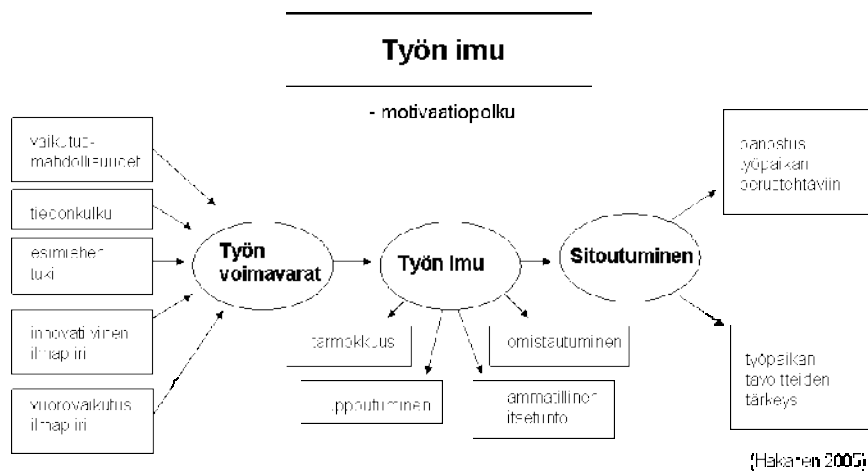 Työn imu
- motivaatiopolku
vaikutus-
mahdollisuudet
tiedonkulku
esimiehen
tuki
innovatiivinen
ilmapiiri
vuorovaikutus
ilmapiiri
Työn
voimavarat
Työn Imu
Sitoutuminen
tarmokkuus
uppoutuminen
omistautuminen
ammatillinen
itsetunto
panostus
työpaikan
perustehtäviin
työpaikan
tavoitteiden
tärkeys
(Hakanen 2005)